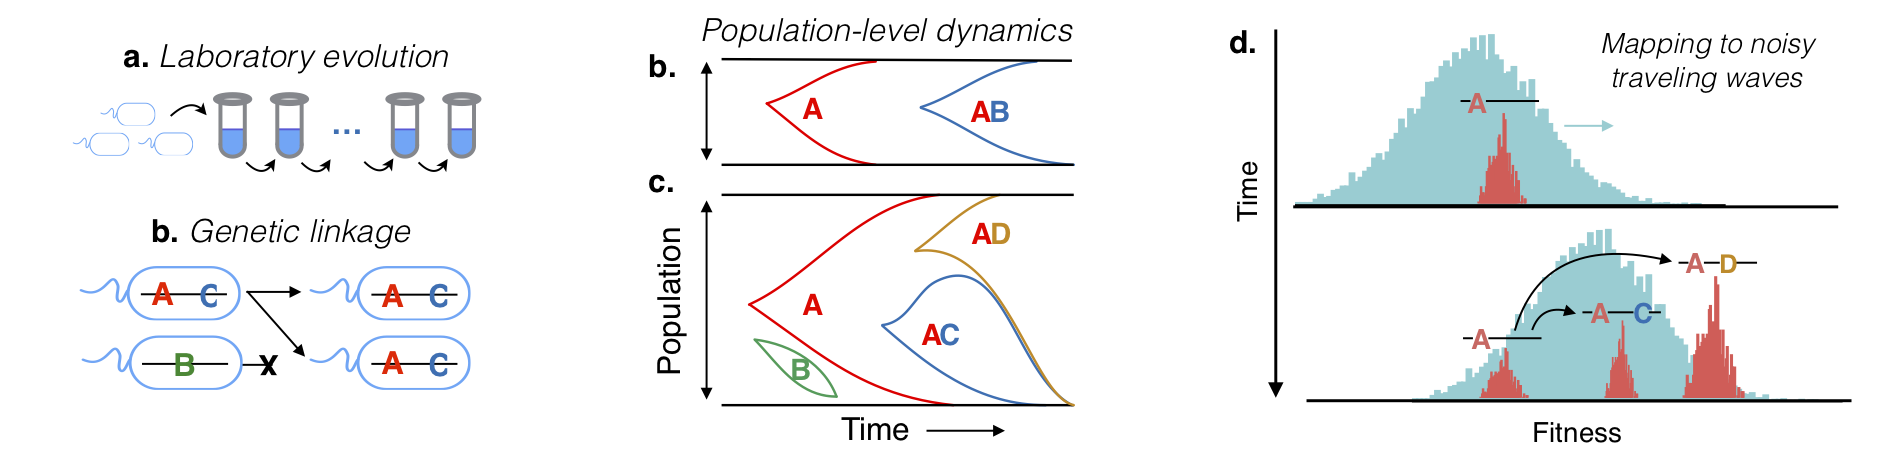 a. Laboratory evolution
...
b. Genetic linkage
A C
A C
B
X
A C
Population-level dynamics
b.
A
AB
c.
Population
A
B
AC
AD
Time
d.
Mapping to noisy
traveling waves
Time
A
A
A C
A D
Fitness